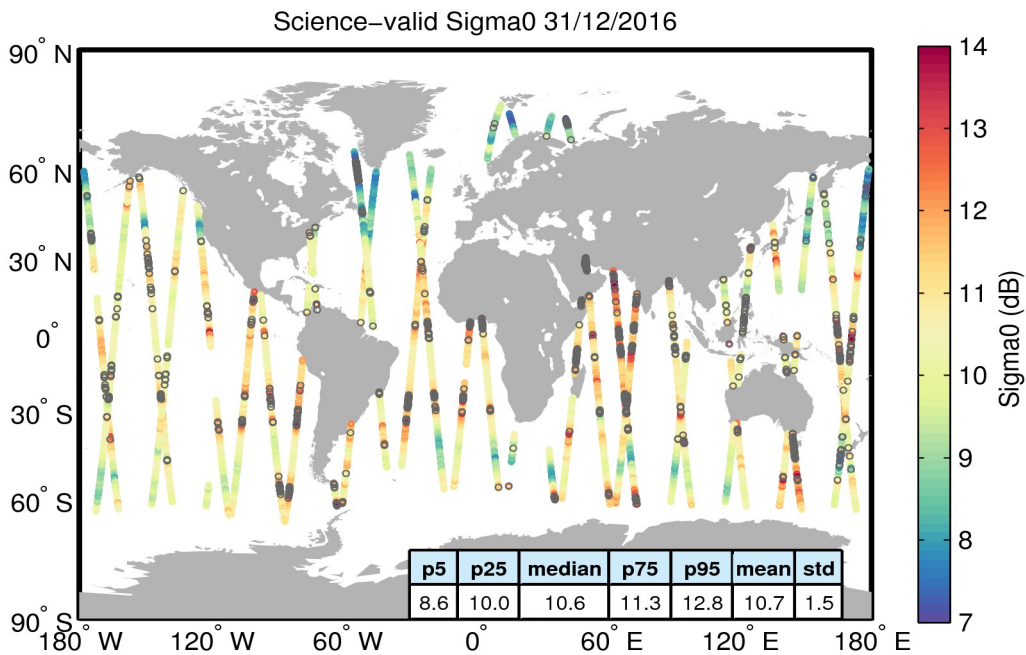 Science−valid Sigma0 31/12/2016
90° N
60° N
30° N
0°
30° S
60° S
90° S
180° W
120° W
60° W
0°
60° E
120° E
180° E
p5 p25 median p75 p95 mean std
8.6 10.0 10.6 11.3 12.8 10.7 1.5
14
13
12
11
10
9
8
7
Sigma0 (dB)